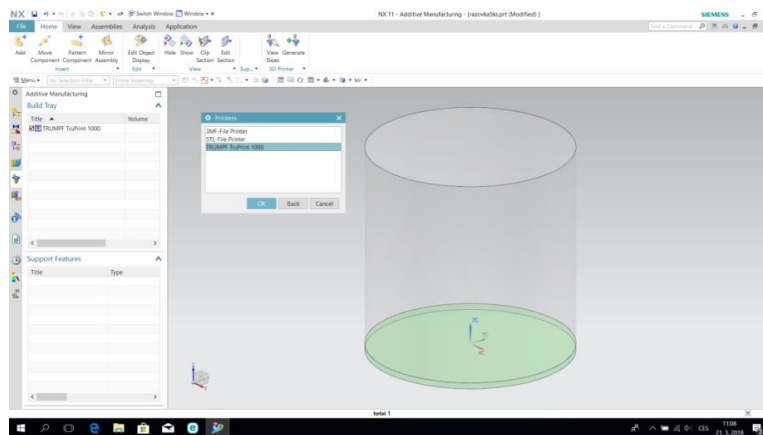 NX
Switch Window
Window
NX 11 - Additive Manufacturing - [razovka5ks.prt (Modified) ]
SIEMENS
File
Home
View
Assemblies
Analysis
Application
Find a Command
Add
Move Component
Pattern Component
Mirror Assembly
Edit Object Display
Hide
Show
Clip Section
Edit Section
View Slices
Generate
Insert
Edit
View
Sup...
3D Printer
Menu
No Selection Filter
Entire Assembly
Additive Manufacturing
Build Tray
Title
Volume
TRUMPF TruPrint 1000
Printers
3MF-File Printer
STL-File Printer
TRUMPF TruPrint 1000
OK
Back
Cancel
Support Features
Title
Type
total 1
CES
11:08
21. 3. 2018